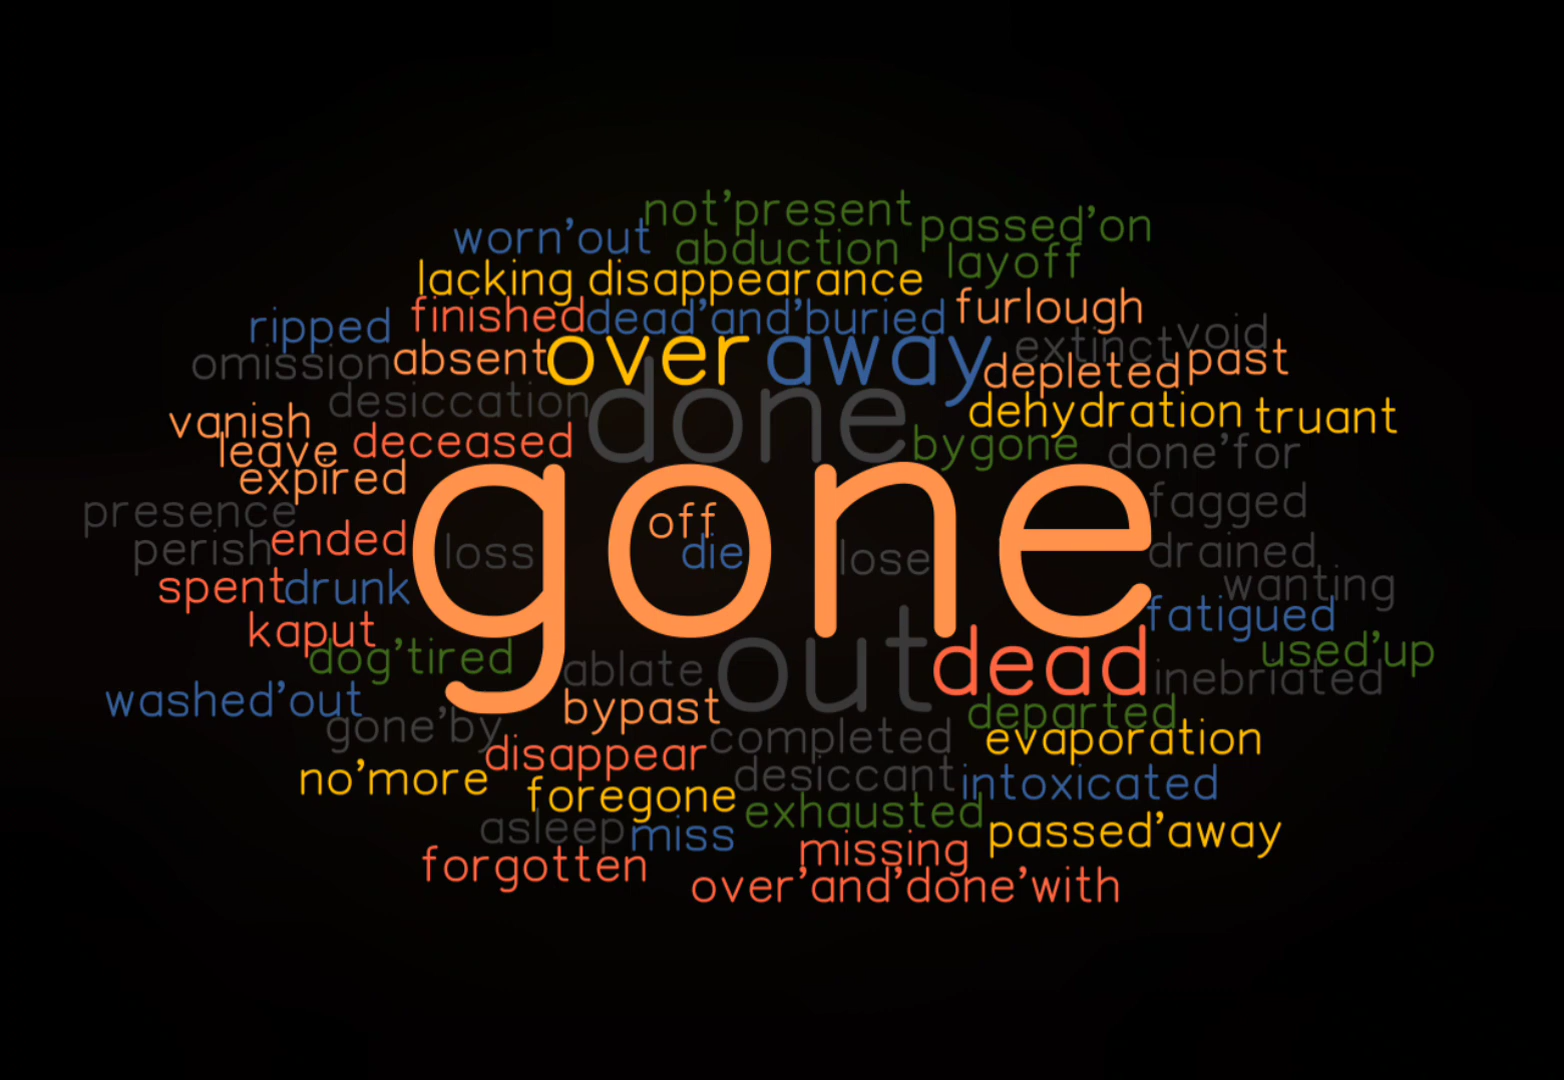 not'present
passed'on
worn'out
abduction
layoff
lacking
disappearance
furlough
finished
dead'and'buried
ripped
void
extinct
omission
absent
over
away
depleted
past
desiccation
done
dehydration
truant
vanish
leave
deceased
bygone
done'for
expired
gone
fagged
presence
off
ended
perish
loss
die
lose
drained
spent
drunk
wanting
fatigued
kaput
dog'tired
out
dead
used'up
ablate
inebriated
washed'out
gone'by
bypast
departed
completed
evaporation
disappear
no'more
desiccant
intoxicated
foregone
exhausted
asleep
miss
passed'away
missing
forgotten
over'and'done'with